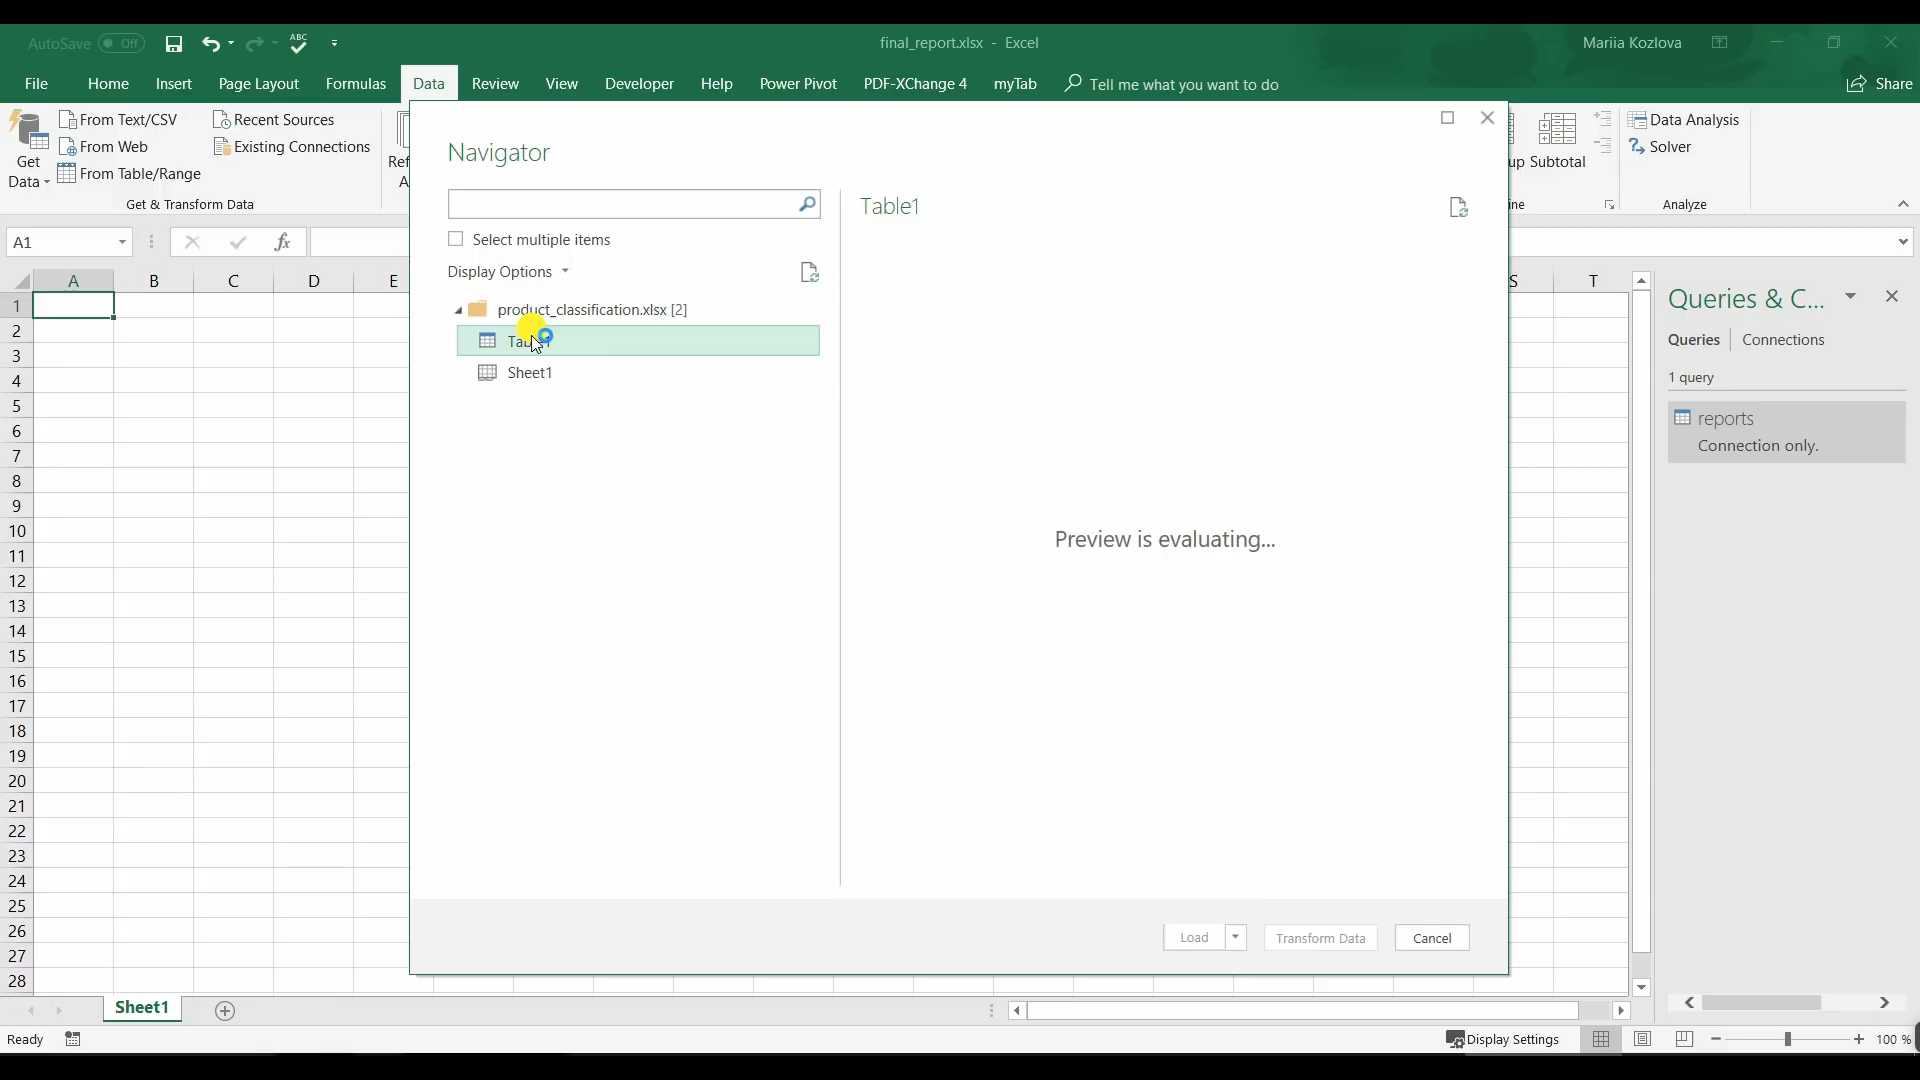 AutoSave Off
ABC
final_report.xlsx - Excel
Mariia Kozlova
File Home Insert Page Layout Formulas Data Review View Developer Help Power Pivot PDF-XChange 4 myTab Tell me what you want to do Share
Get Data
From Text/CSV
From Web
From Table/Range
Recent Sources
Existing Connections
Get & Transform Data
Subtotal
Data Analysis
Solver
Analyze
A1
fx
A B C D E S T
1
2
3
4
5
6
7
8
9
10
11
12
13
14
15
16
17
18
19
20
21
22
23
24
25
26
27
28
Navigator
Select multiple items
Display Options
product_classification.xlsx [2]
Sheet1
Table1
Preview is evaluating...
Load
Transform Data
Cancel
Queries & C...
Queries Connections
1 query
reports
Connection only.
Sheet1
Ready
Display Settings
100 %